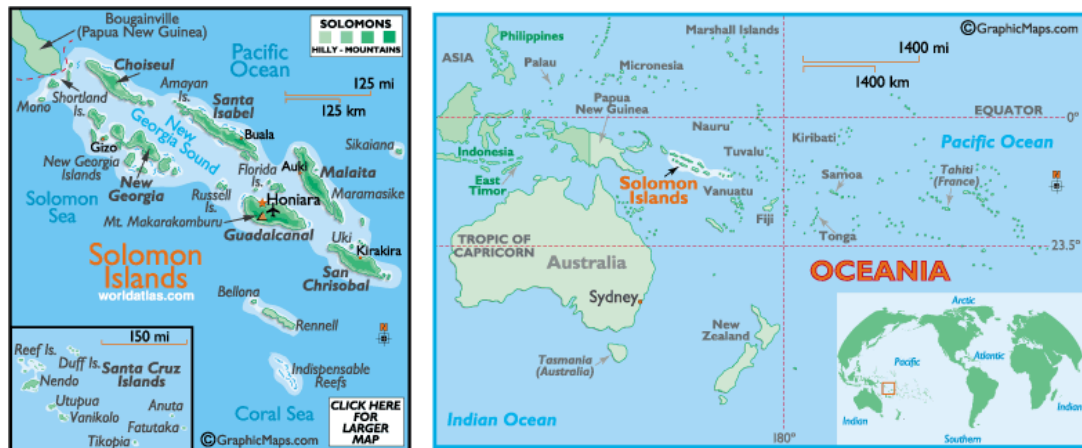 Bougainville
(Papua New Guinea)
SOLOMONS
HILLY - MOUNTAINS
Pacific
Ocean
125 mi
125 km
Choiseul
Amayan
Is.
Santa
Isabel
Mono
Shortland
Is.
New
Georgia Sound
Buala
Sikaiana
Gizo
New Georgia
Islands
New
Georgia
Florida
Is.
Auki
Malaita
Maramasike
Solomon
Sea
Russell
Is.
Honiara
Mt. Makarakomburu
Guadalcanal
Uki
Kirakira
San
Chrisobal
Solomon
Islands
worldatlas.com
Bellona
Rennell
Indispensable
Reefs
Coral Sea
CLICK HERE
FOR
LARGER
MAP
150 mi
Reef Is.
Duff Is.
Santa Cruz
Islands
Nendo
Utupua
Vanikolo
Anuta
Fatutaka
Tikopia
©GraphicMaps.com
©GraphicMaps.com
Philippines
Marshall Islands
1400 mi
1400 km
ASIA
Palau
Micronesia
Papua
New Guinea
EQUATOR
0°
Nauru
Kiribati
Pacific Ocean
Indonesia
Tuvalu
East
Timor
Solomon
Islands
Vanuatu
Samoa
Tahiti
(France)
Fiji
Tonga
TROPIC OF
CAPRICORN
23.5°
Australia
OCEANIA
Sydney
New
Zealand
Tasmania
(Australia)
Indian Ocean
180°
Arctic
Pacific
Atlantic
Indian
Indian
Southern